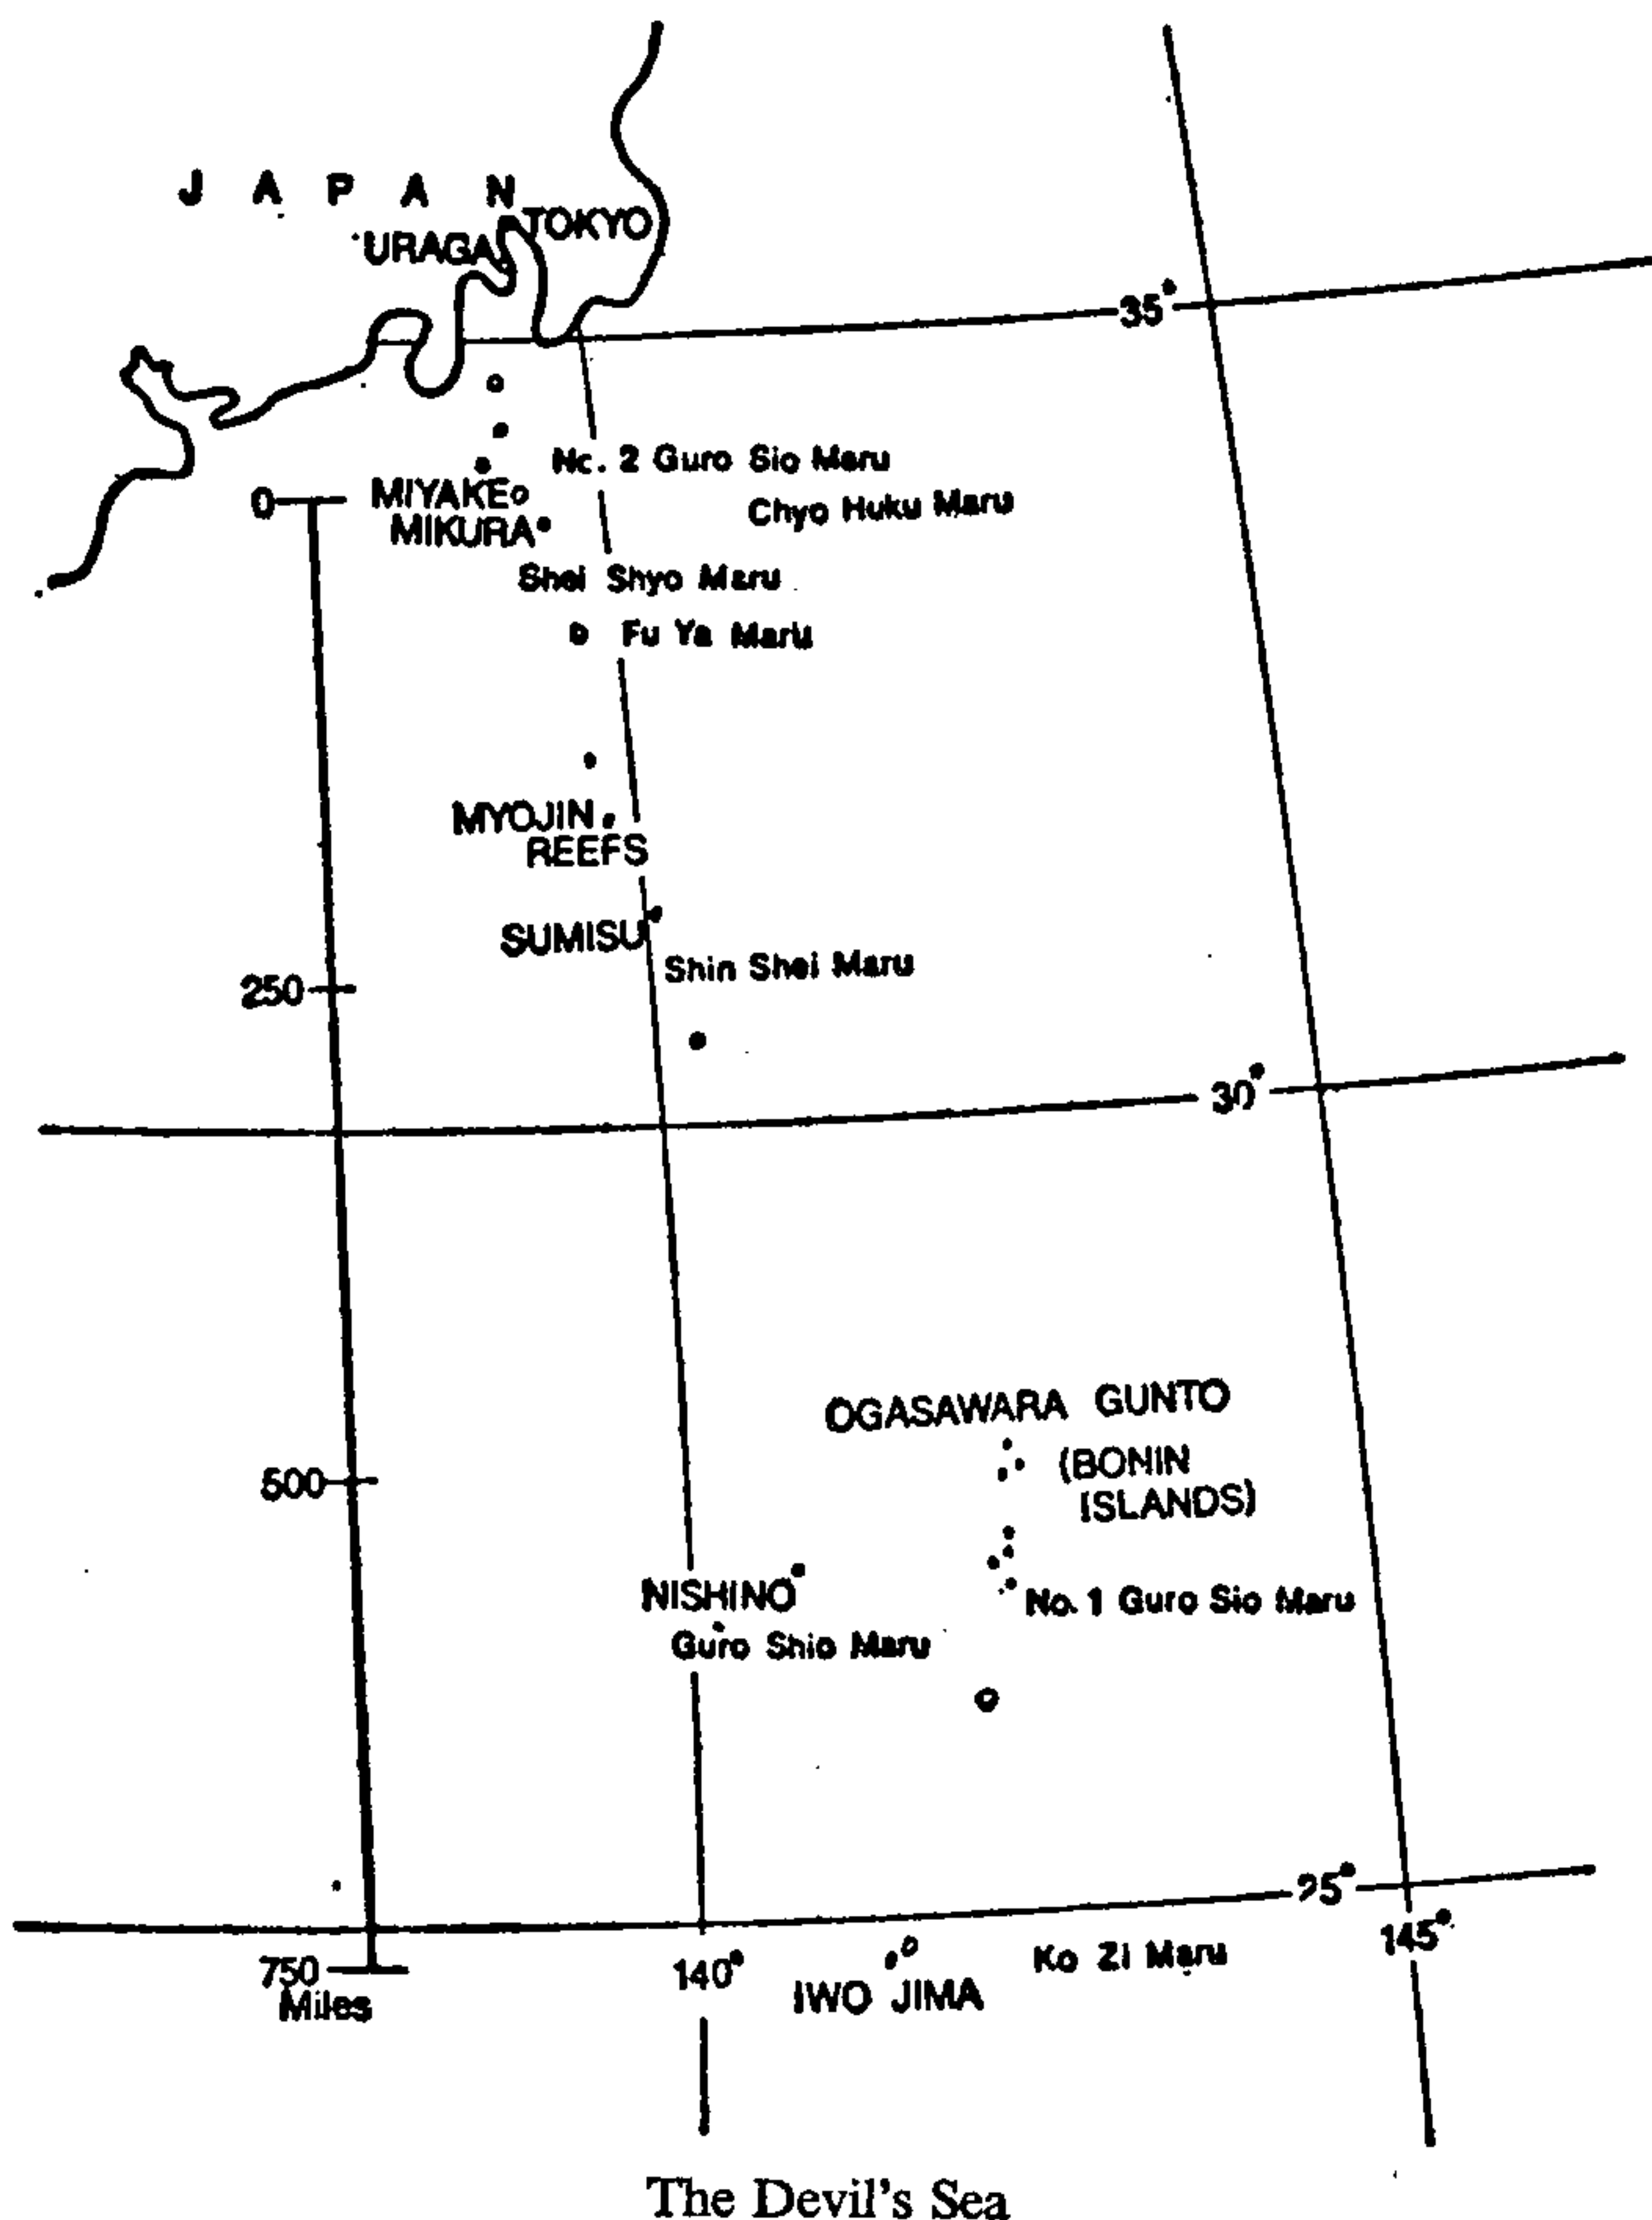 J A P A N
TOKYO
URAGA
35°
No. 2 Guro Sio Maru
0
MIYAKE
Chyo Huku Maru
MIKURA
Shei Shyo Maru
Fu Ya Maru
MYOJIN
REEFS
SUMISU
Shin Shei Maru
250
30°
OGASAWARA GUNTO
(BONIN
ISLANDS)
500
NISHINO
No. 1 Guro Sio Maru
Guro Shio Maru
25°
145°
Ko Zi Maru
140°
750
Miles
IWO JIMA
The Devil's Sea